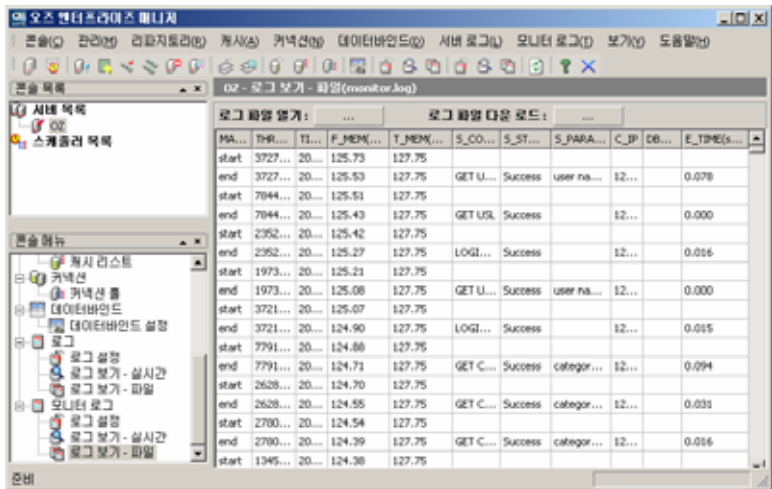 오즈 엔터프라이즈 매니저
콘솔(C) 관리(M) 리파지토리(R) 캐시(A) 커넥션(N) 데이터바인드(D) 서버 로그(L) 모니터 로그(T) 보기(V) 도움말(H)
콘솔 목록
서버 목록
OZ
스케줄러 목록
콘솔 메뉴
캐시 리스트
커넥션
커넥션 풀
데이터바인드
데이터바인드 설정
로그
로그 설정
로그 보기 - 실시간
로그 보기 - 파일
모니터 로그
로그 설정
로그 보기 - 실시간
로그 보기 - 파일
OZ - 로그 보기 - 파일(monitor.log)
로그 파일 열기 : ... 로그 파일 다운 로드 : ...
MA... THR... TI... F_MEM(... T_MEM(... S_CO... S_ST... S_PARA... C_IP DB... E_TIME(s...
start 3727... 20... 125.73 127.75
end 3727... 20... 125.53 127.75 GET U... Success user na... 12... 0.078
start 7844... 20... 125.51 127.75
end 7844... 20... 125.43 127.75 GET USL Success 12... 0.000
start 2352... 20... 125.42 127.75
end 2352... 20... 125.27 127.75 LOGI... Success 12... 0.016
start 1973... 20... 125.21 127.75
end 1973... 20... 125.08 127.75 GET U... Success user na... 12... 0.000
start 3721... 20... 125.07 127.75
end 3721... 20... 124.90 127.75 LOGI... Success 12... 0.015
start 7791... 20... 124.88 127.75
end 7791... 20... 124.71 127.75 GET C... Success categor... 12... 0.094
start 2628... 20... 124.70 127.75
end 2628... 20... 124.55 127.75 GET C... Success categor... 12... 0.031
start 2780... 20... 124.54 127.75
end 2780... 20... 124.39 127.75 GET C... Success categor... 12... 0.016
start 1345... 20... 124.38 127.75
준비